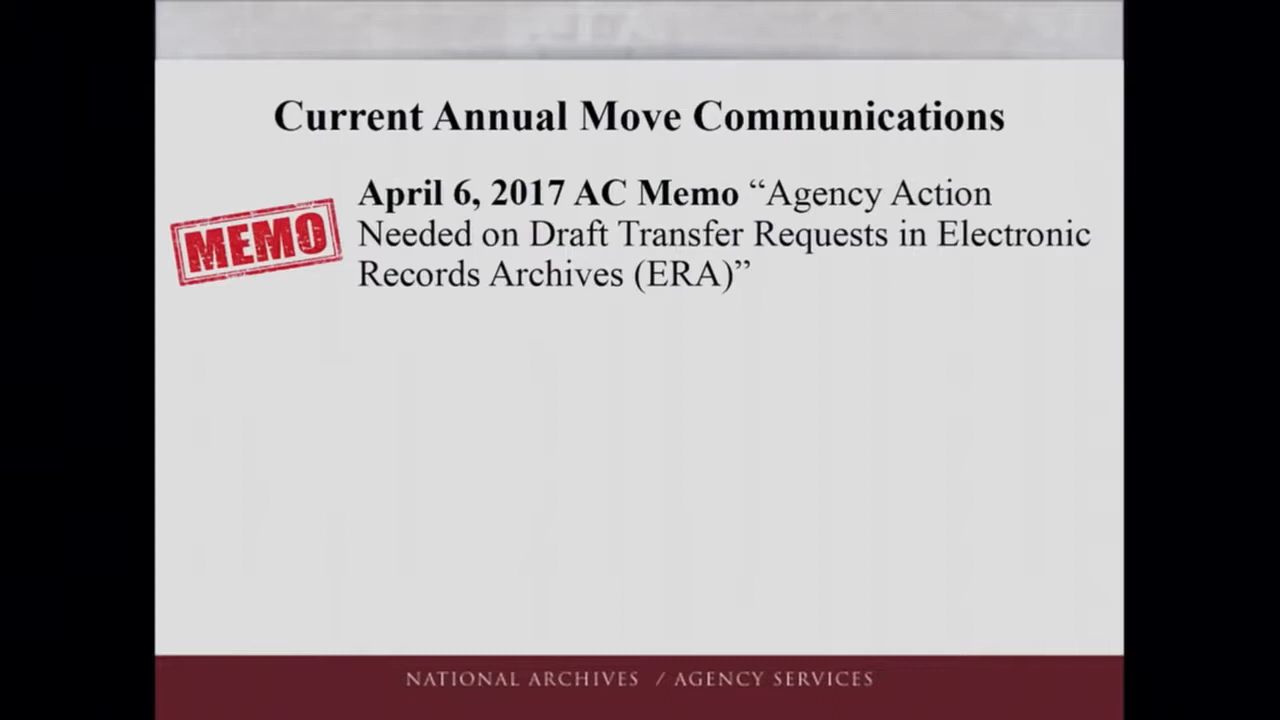 Current Annual Move Communications
MEMO
April 6, 2017 AC Memo “Agency Action
Needed on Draft Transfer Requests in Electronic
Records Archives (ERA)”
NATIONAL ARCHIVES / AGENCY SERVICES